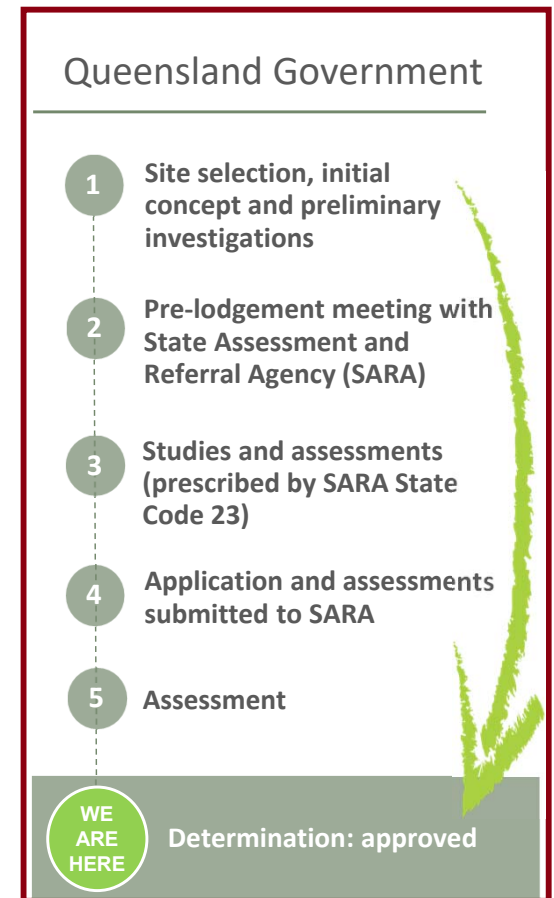 Queensland Government
1
Site selection, initial
concept and preliminary
investigations
2
Pre-lodgement meeting with
State Assessment and
Referral Agency (SARA)
3
Studies and assessments
(prescribed by SARA State
Code 23)
4
Application and assessments
submitted to SARA
5
Assessment
WE
ARE
HERE
Determination: approved